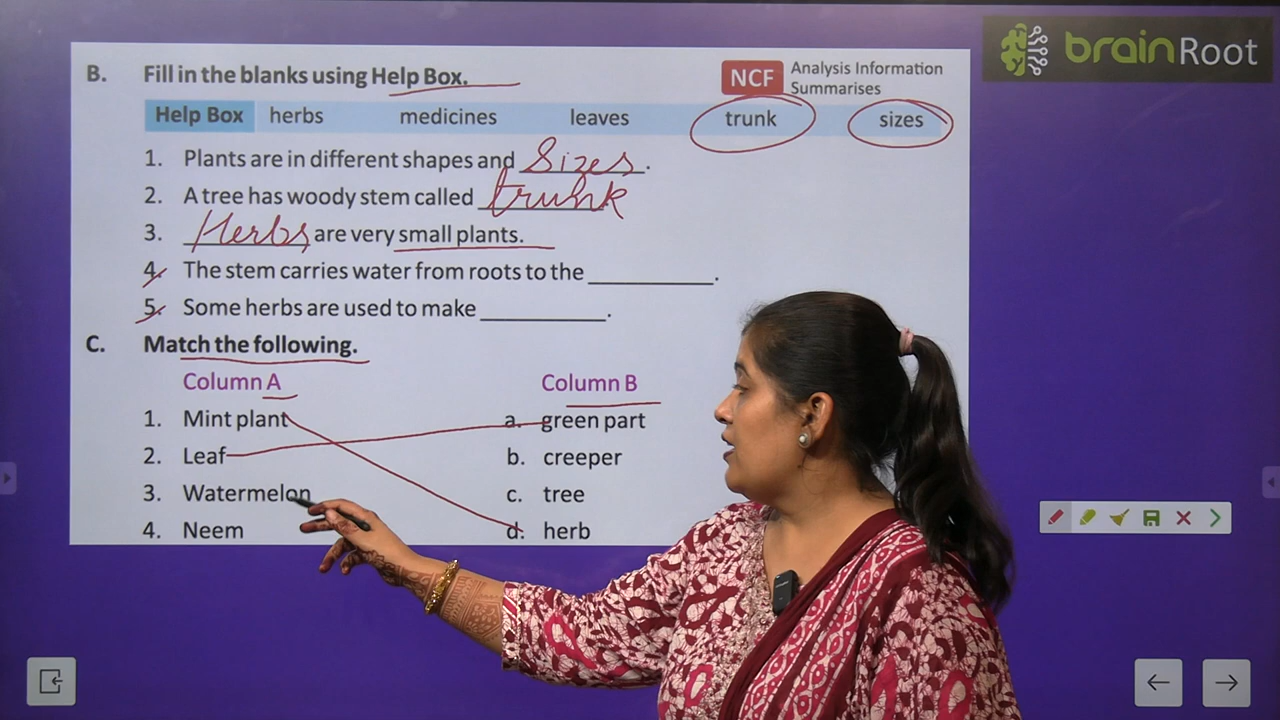 brainRoot
B. Fill in the blanks using Help Box.
NCF Analysis Information
Summarises
Help Box herbs medicines leaves trunk sizes
1. Plants are in different shapes and Sizes.
2. A tree has woody stem called trunk
3. Herbs are very small plants.
4. The stem carries water from roots to the ________.
5. Some herbs are used to make ________.
C. Match the following.
Column A Column B
1. Mint plant a. green part
2. Leaf b. creeper
3. Watermelon c. tree
4. Neem d. herb